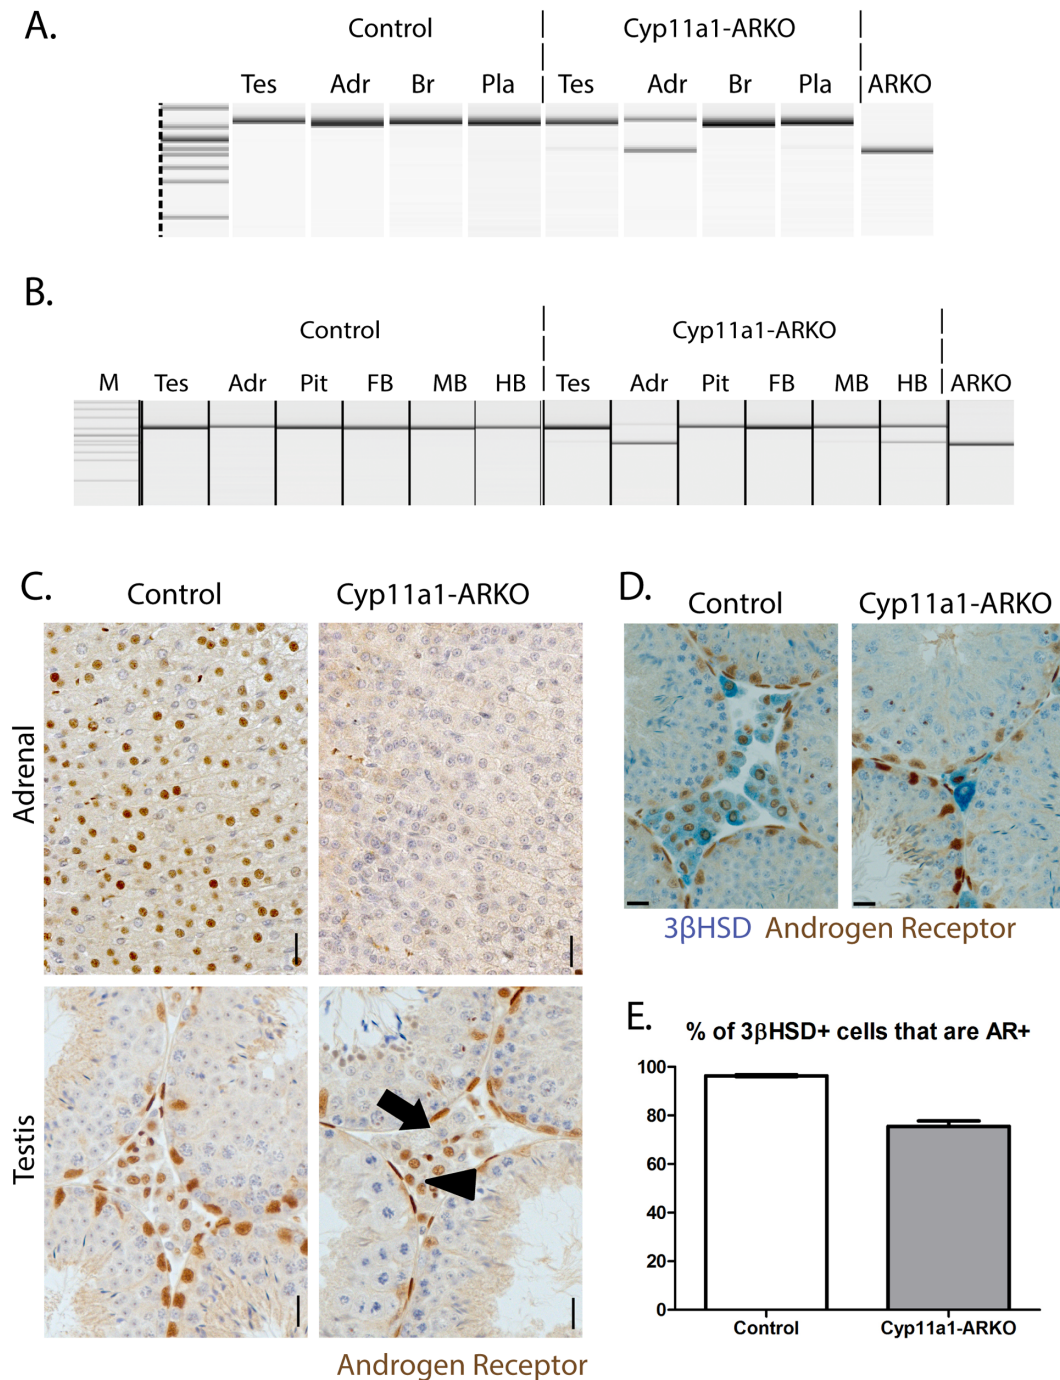 A.
Control Cyp11a1-ARKO
Tes Adr Br Pla Tes Adr Br Pla ARKO
B.
Control Cyp11a1-ARKO
M Tes Adr Pit FB MB HB Tes Adr Pit FB MB HB ARKO
C.
Control Cyp11a1-ARKO
Adrenal
Testis
Androgen Receptor
D.
Control Cyp11a1-ARKO
3βHSD Androgen Receptor
E.
% of 3βHSD+ cells that are AR+
100
80
60
40
20
0
Control Cyp11a1-ARKO